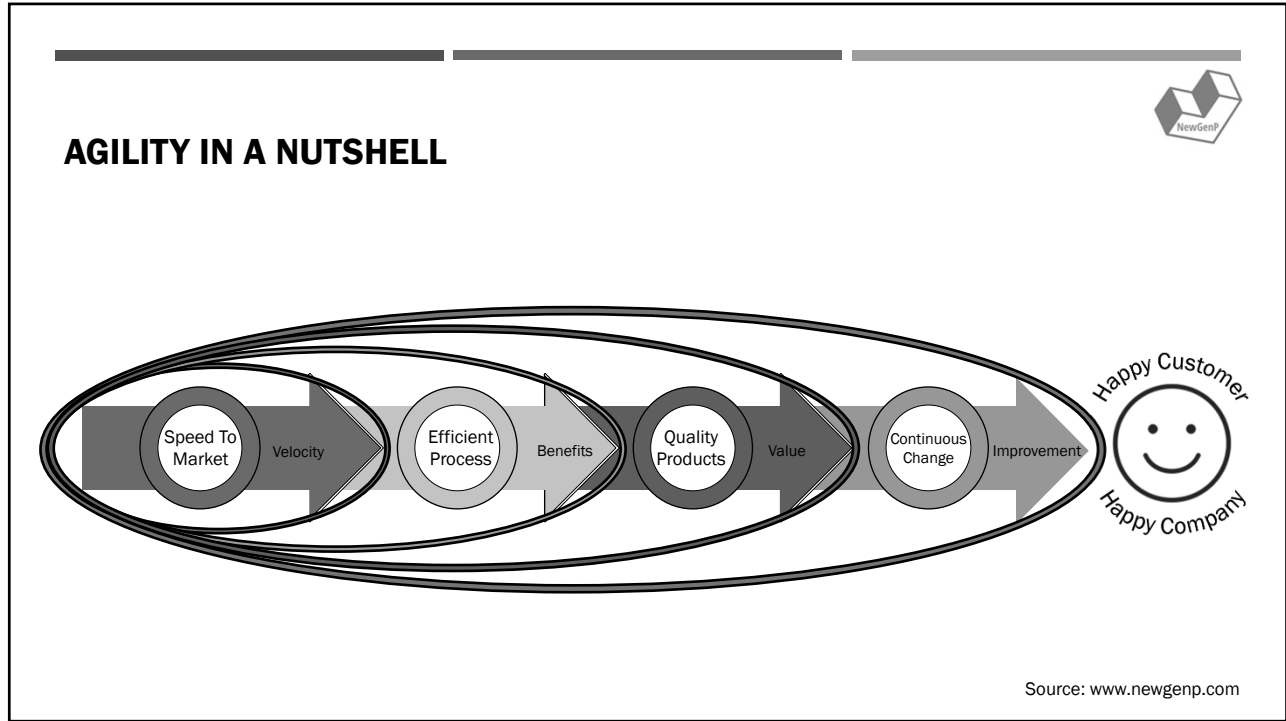 NewGenP
AGILITY IN A NUTSHELL
Speed To
Market
Velocity
Efficient
Process
Benefits
Quality
Products
Value
Continuous
Change
Improvement
Happy Customer
Happy Company
Source: www.newgenp.com